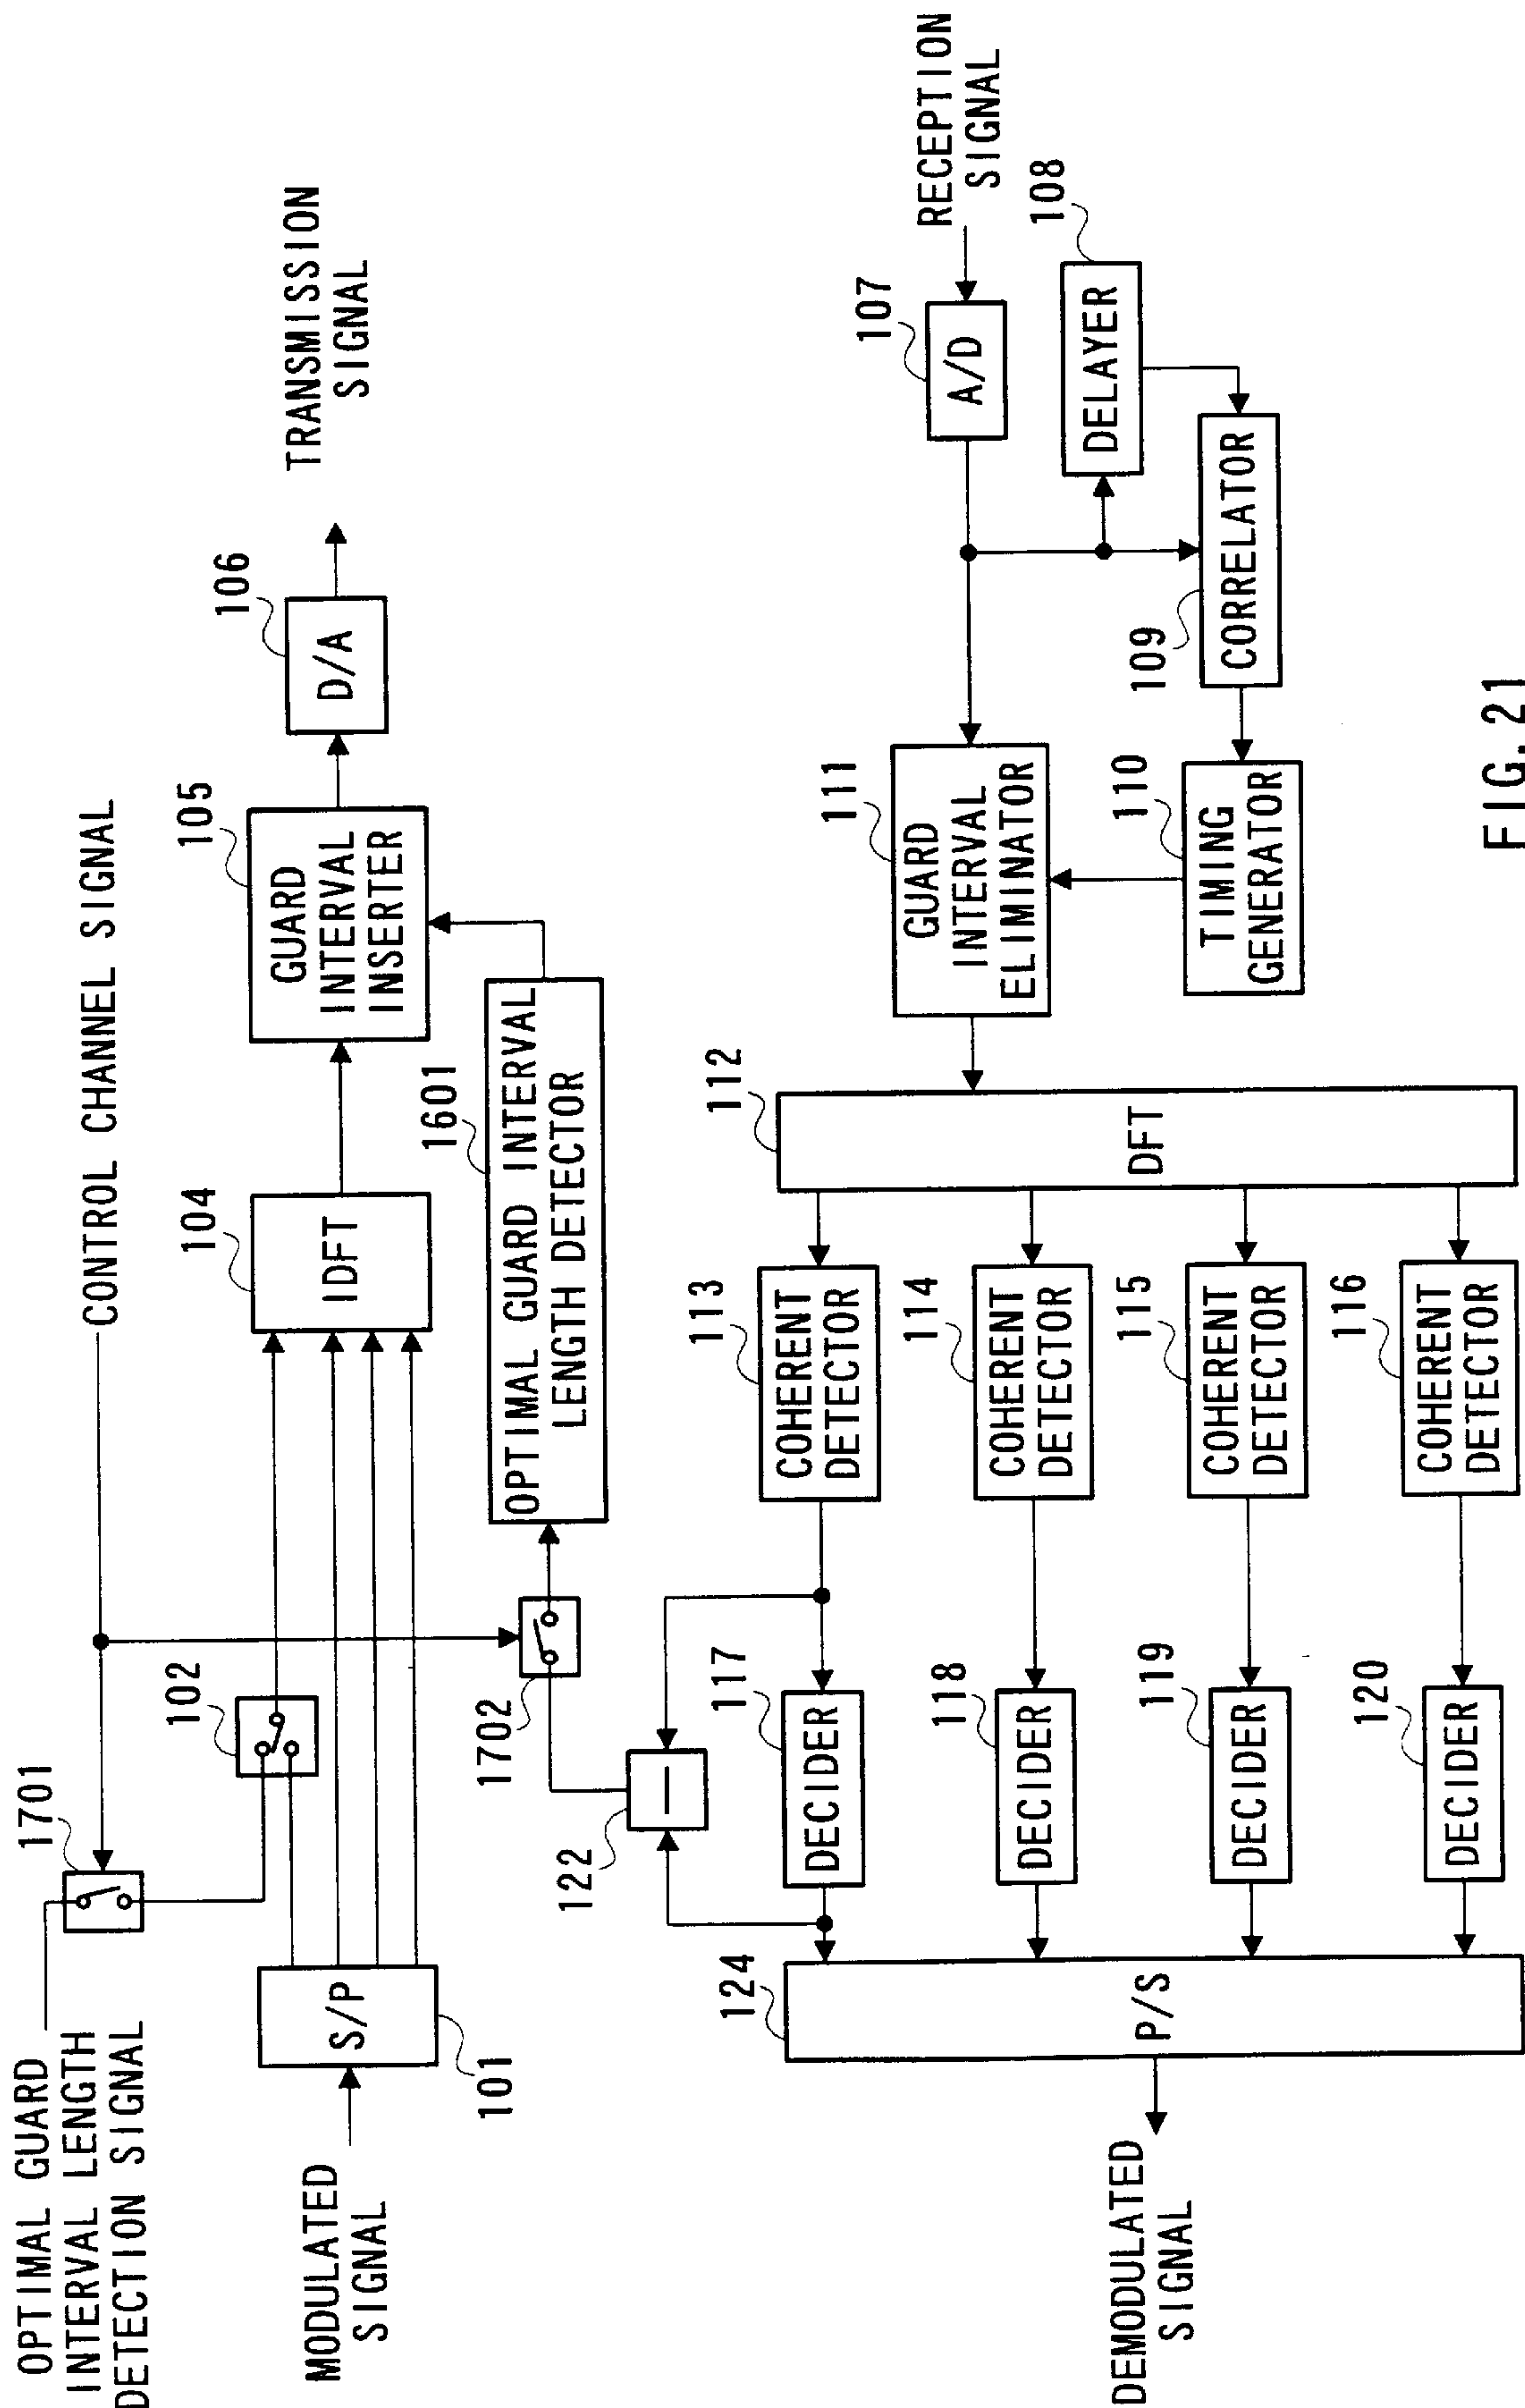 OPTIMAL GUARD
INTERVAL LENGTH
DETECTION SIGNAL
1701
CONTROL CHANNEL SIGNAL
MODULATED
SIGNAL
S/P
101
102
IDFT
104
GUARD
INTERVAL
INSERTER
105
D/A
106
TRANSMISSION
SIGNAL
OPTIMAL GUARD INTERVAL
LENGTH DETECTOR
1601
1702
122
RECEPTION
SIGNAL
A/D
107
DELAYER
108
CORRELATOR
109
TIMING
GENERATOR
110
GUARD
INTERVAL
ELIMINATOR
111
DFT
112
COHERENT
DETECTOR
113
COHERENT
DETECTOR
114
COHERENT
DETECTOR
115
COHERENT
DETECTOR
116
DECIDER
117
DECIDER
118
DECIDER
119
DECIDER
120
P/S
124
DEMODULATED
SIGNAL
FIG. 21